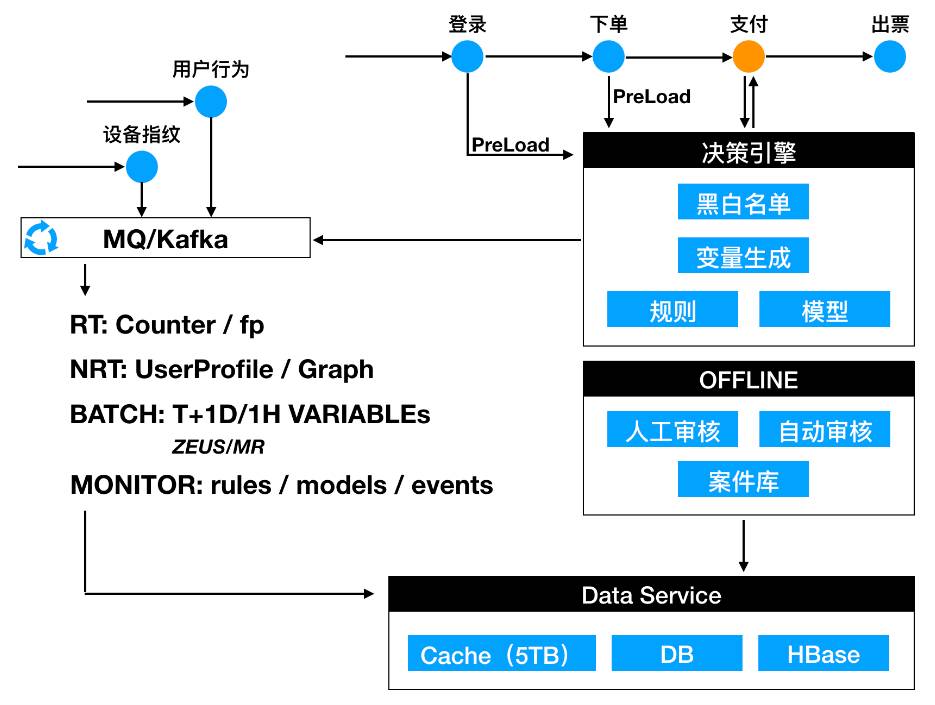 登录
下单
支付
出票
用户行为
设备指纹
PreLoad
PreLoad
决策引擎
黑白名单
变量生成
规则
模型
MQ/Kafka
RT: Counter / fp
NRT: UserProfile / Graph
BATCH: T+1D/1H VARIABLEs
ZEUS/MR
MONITOR: rules / models / events
OFFLINE
人工审核
自动审核
案件库
Data Service
Cache（5TB）
DB
HBase